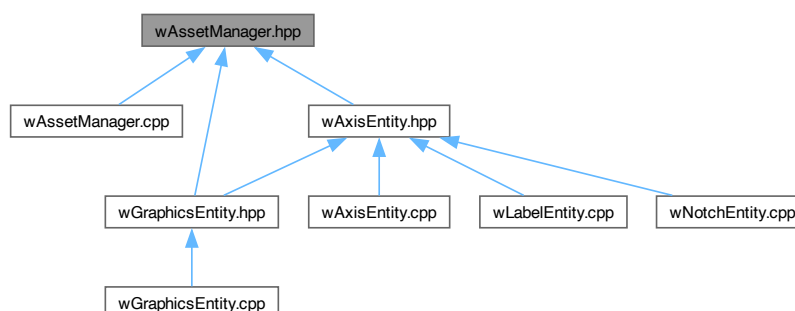 wAssetManager.hpp
wAssetManager.cpp
wAxisEntity.hpp
wGraphicsEntity.hpp
wAxisEntity.cpp
wLabelEntity.cpp
wNotchEntity.cpp
wGraphicsEntity.cpp